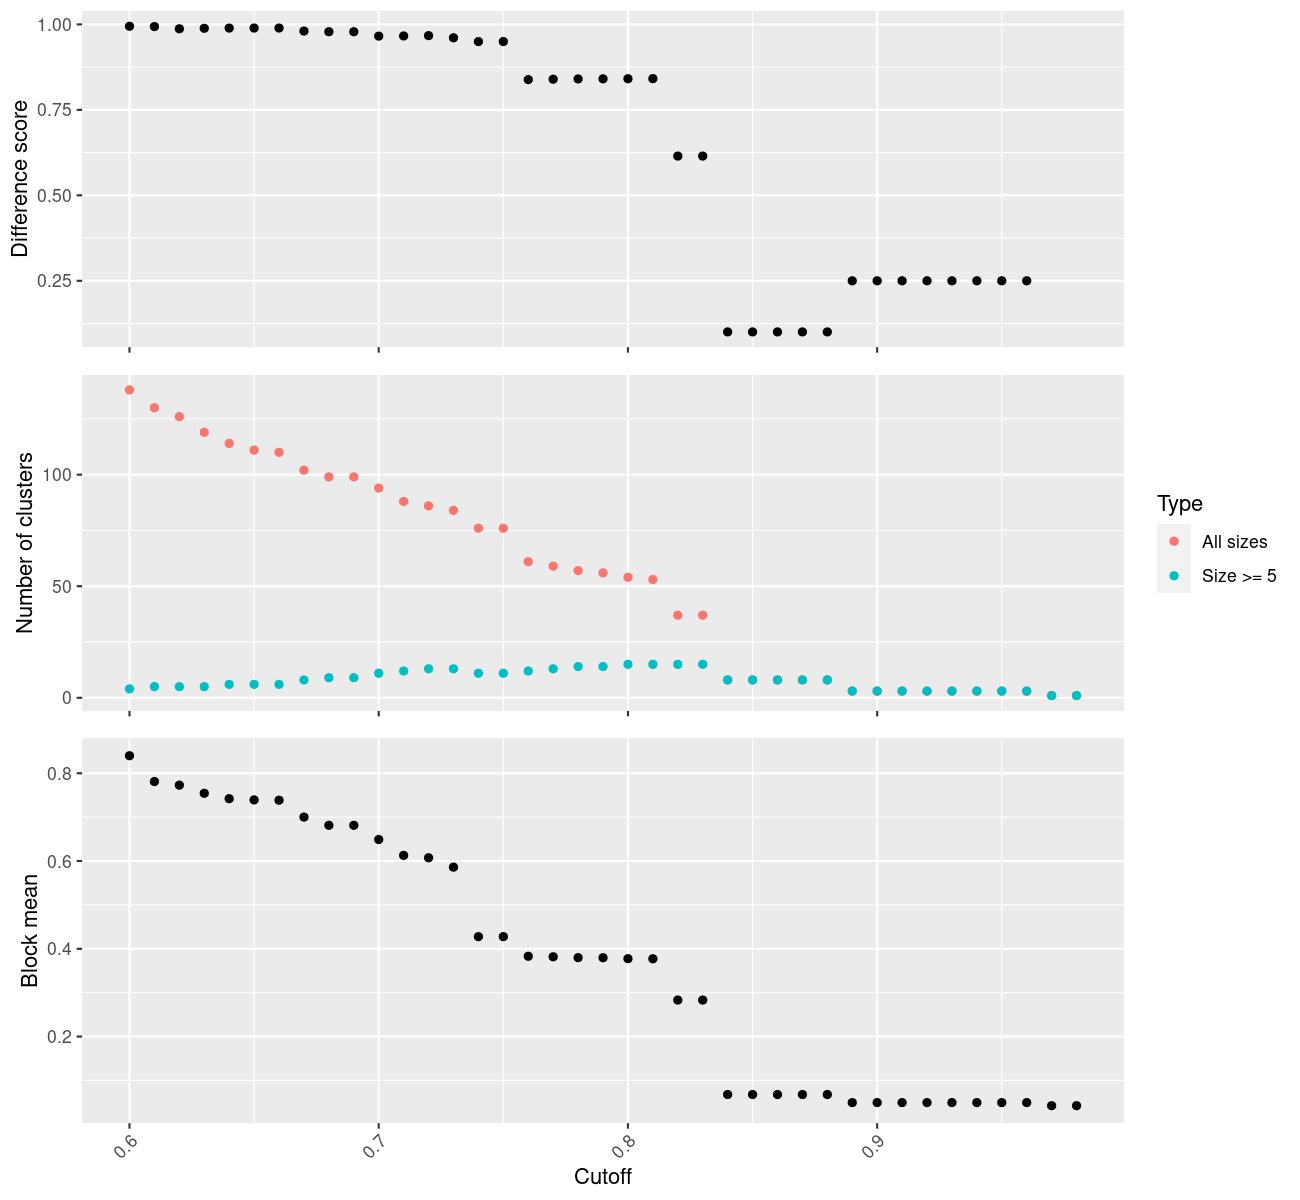 1.00
0.75
0.50
0.25
Difference score
100
50
0
Number of clusters
Type
All sizes
Size >= 5
0.8
0.6
0.4
0.2
Block mean
0.6
0.7
0.8
0.9
Cutoff